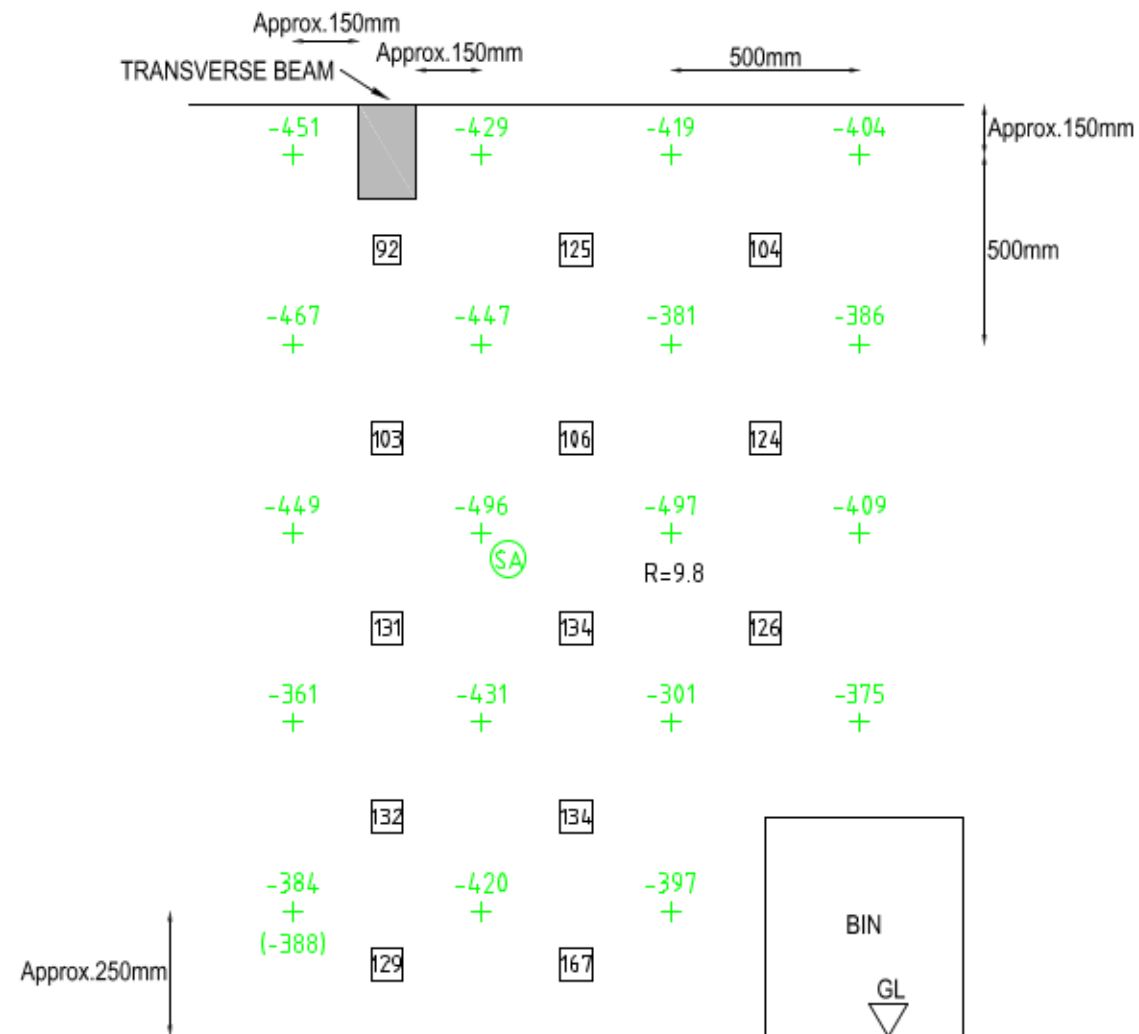 Approx.150mm
Approx.150mm
500mm
TRANSVERSE BEAM
-451 -429 -419 -404
Approx.150mm
92 125 104
500mm
-467 -447 -381 -386
103 106 124
-449 -496 -497 -409
SA
R=9.8
131 134 126
-361 -431 -301 -375
132 134
-384 -420 -397
BIN
(-388)
129 167
Approx.250mm
GL